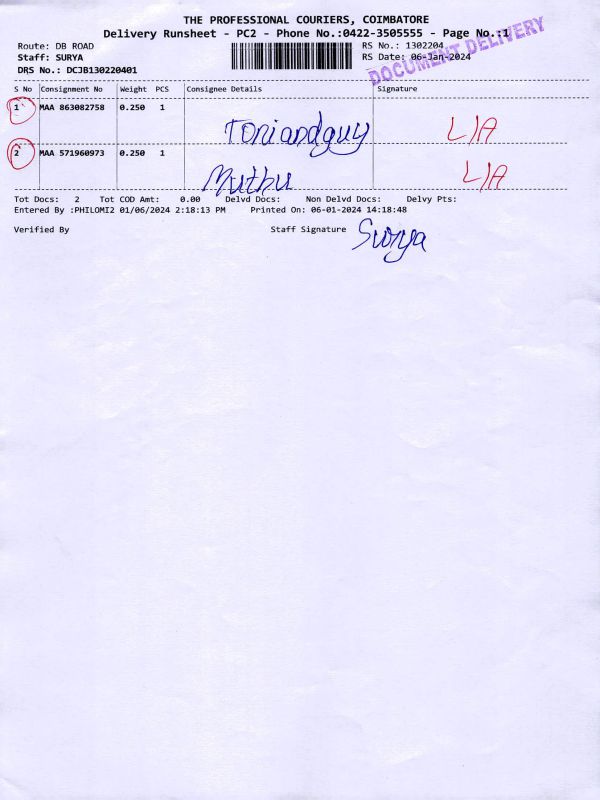 THE PROFESSIONAL COURIERS, COIMBATORE
Delivery Runsheet - PC2 - Phone No.:0422-3505555 - Page No.:1
Route: DB ROAD RS No.: 1302204
Staff: SURYA RS Date: 06-Jan-2024
DRS No.: DCJB130220401
DOCUMENT DELIVERY
S No Consignment No Weight PCS Consignee Details Signature
1 MAA 863082758 0.250 1 Toniandguy L/A
2 MAA 571960973 0.250 1 Muthu L/A
Tot Docs: 2 Tot COD Amt: 0.00 Delvd Docs: Non Delvd Docs: Delvy Pts:
Entered By :PHILOMI2 01/06/2024 2:18:13 PM Printed On: 06-01-2024 14:18:48
Verified By Staff Signature Surya